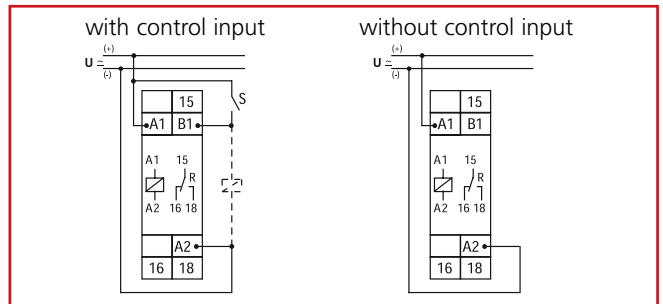 with control input
(+)
U ≂
(-)
S
15
A1 B1
A1 15
R
A2 16 18
A2
16 18
without control input
(+)
U ≂
(-)
15
A1 B1
A1 15
R
A2 16 18
A2
16 18